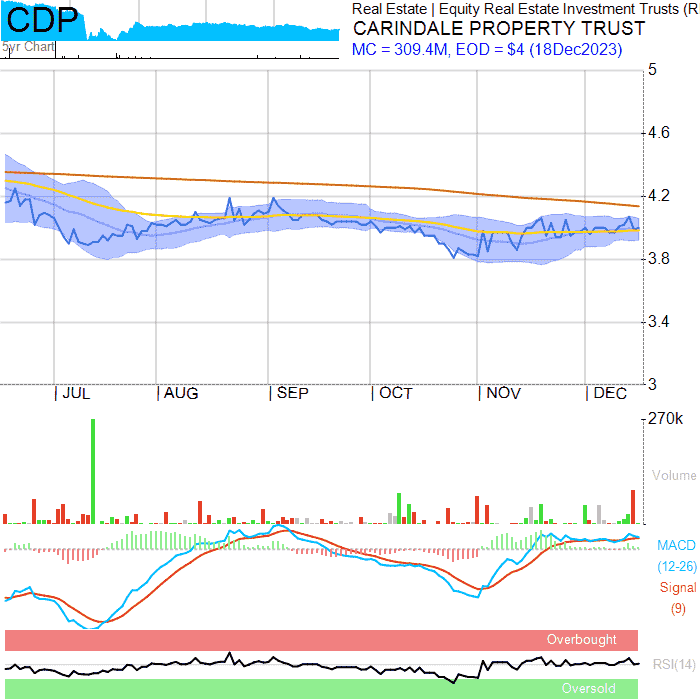 CDP
5yr Chart
Real Estate | Equity Real Estate Investment Trusts (R
CARINDALE PROPERTY TRUST
MC = 309.4M, EOD = $4 (18Dec2023)
5
4.6
4.2
3.8
3.4
3
JUL AUG SEP OCT NOV DEC
270k
Volume
MACD
(12-26)
Signal
(9)
Overbought
RSI(14)
Oversold